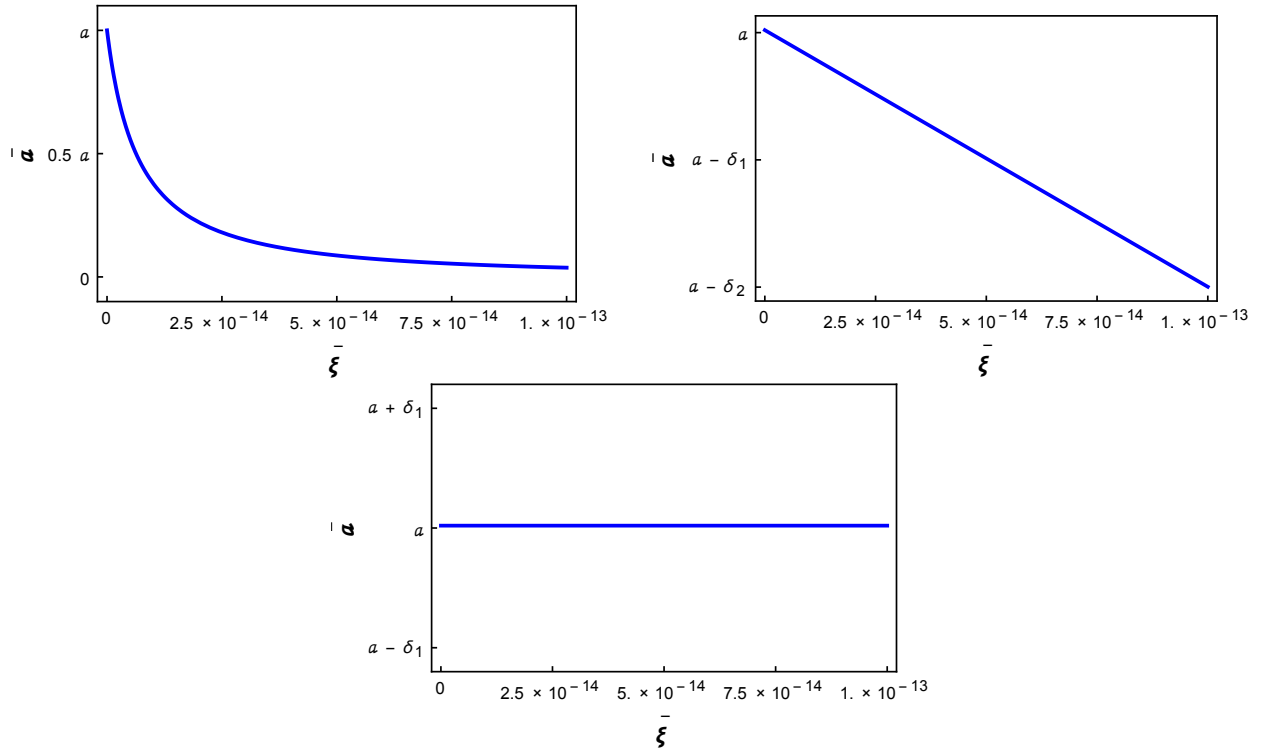 a
0.5 a
0
ā
0
2.5 × 10⁻¹⁴
5. × 10⁻¹⁴
7.5 × 10⁻¹⁴
1. × 10⁻¹³
ξ̄
a
a − δ₁
a − δ₂
ā
0
2.5 × 10⁻¹⁴
5. × 10⁻¹⁴
7.5 × 10⁻¹⁴
1. × 10⁻¹³
ξ̄
a + δ₁
a
a − δ₁
ā
0
2.5 × 10⁻¹⁴
5. × 10⁻¹⁴
7.5 × 10⁻¹⁴
1. × 10⁻¹³
ξ̄